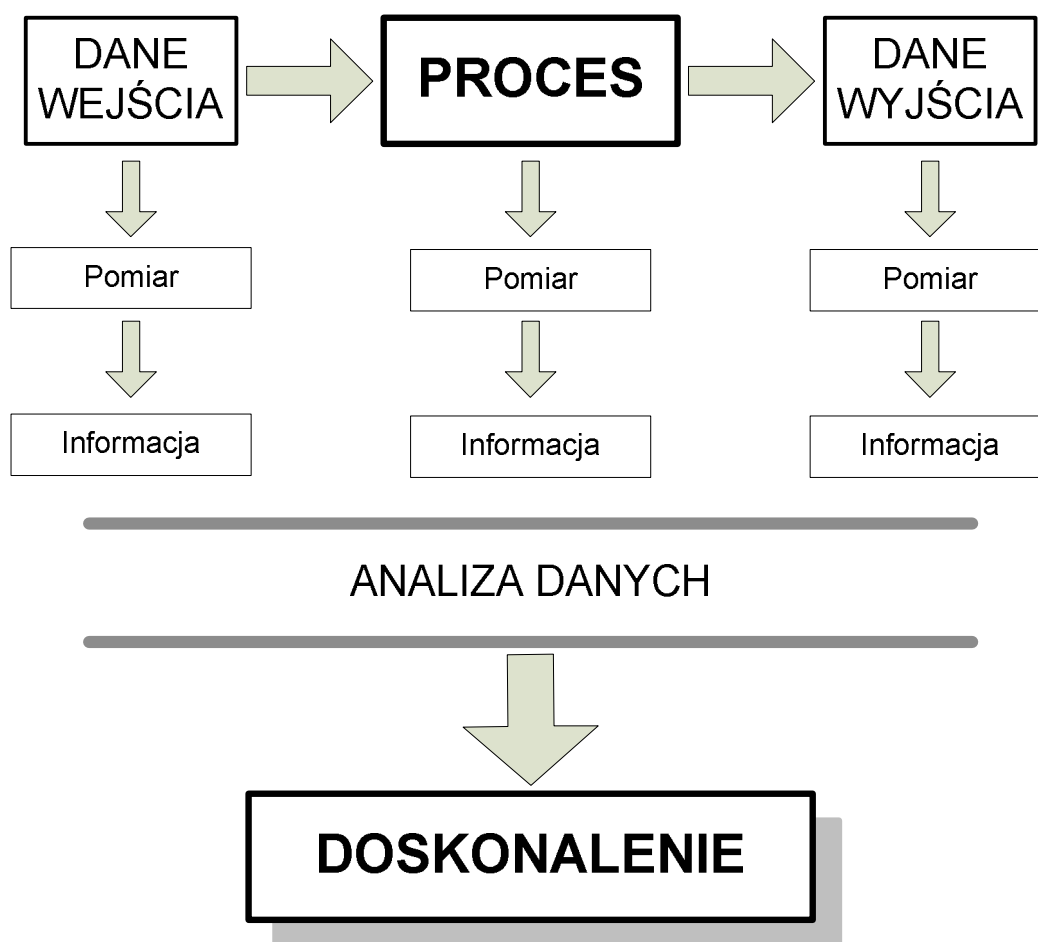 DANE
WEJŚCIA
PROCES
DANE
WYJŚCIA
Pomiar
Pomiar
Pomiar
Informacja
Informacja
Informacja
ANALIZA DANYCH
DOSKONALENIE